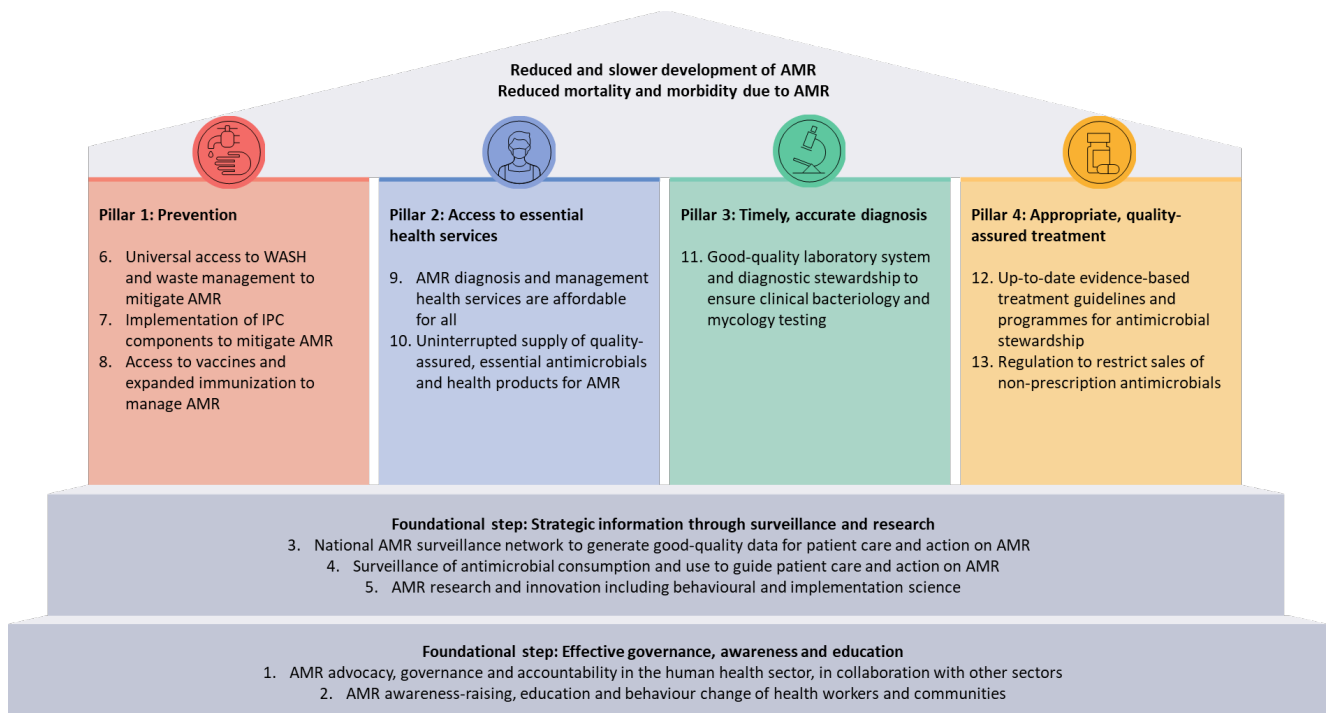 Reduced and slower development of AMR
Reduced mortality and morbidity due to AMR
Pillar 1: Prevention
6. Universal access to WASH
and waste management to
mitigate AMR
7. Implementation of IPC
components to mitigate AMR
8. Access to vaccines and
expanded immunization to
manage AMR
Pillar 2: Access to essential
health services
9. AMR diagnosis and management
health services are affordable
for all
10. Uninterrupted supply of quality-
assured, essential antimicrobials
and health products for AMR
Pillar 3: Timely, accurate diagnosis
11. Good-quality laboratory system
and diagnostic stewardship to
ensure clinical bacteriology and
mycology testing
Pillar 4: Appropriate, quality-
assured treatment
12. Up-to-date evidence-based
treatment guidelines and
programmes for antimicrobial
stewardship
13. Regulation to restrict sales of
non-prescription antimicrobials
Foundational step: Strategic information through surveillance and research
3. National AMR surveillance network to generate good-quality data for patient care and action on AMR
4. Surveillance of antimicrobial consumption and use to guide patient care and action on AMR
5. AMR research and innovation including behavioural and implementation science
Foundational step: Effective governance, awareness and education
1. AMR advocacy, governance and accountability in the human health sector, in collaboration with other sectors
2. AMR awareness-raising, education and behaviour change of health workers and communities